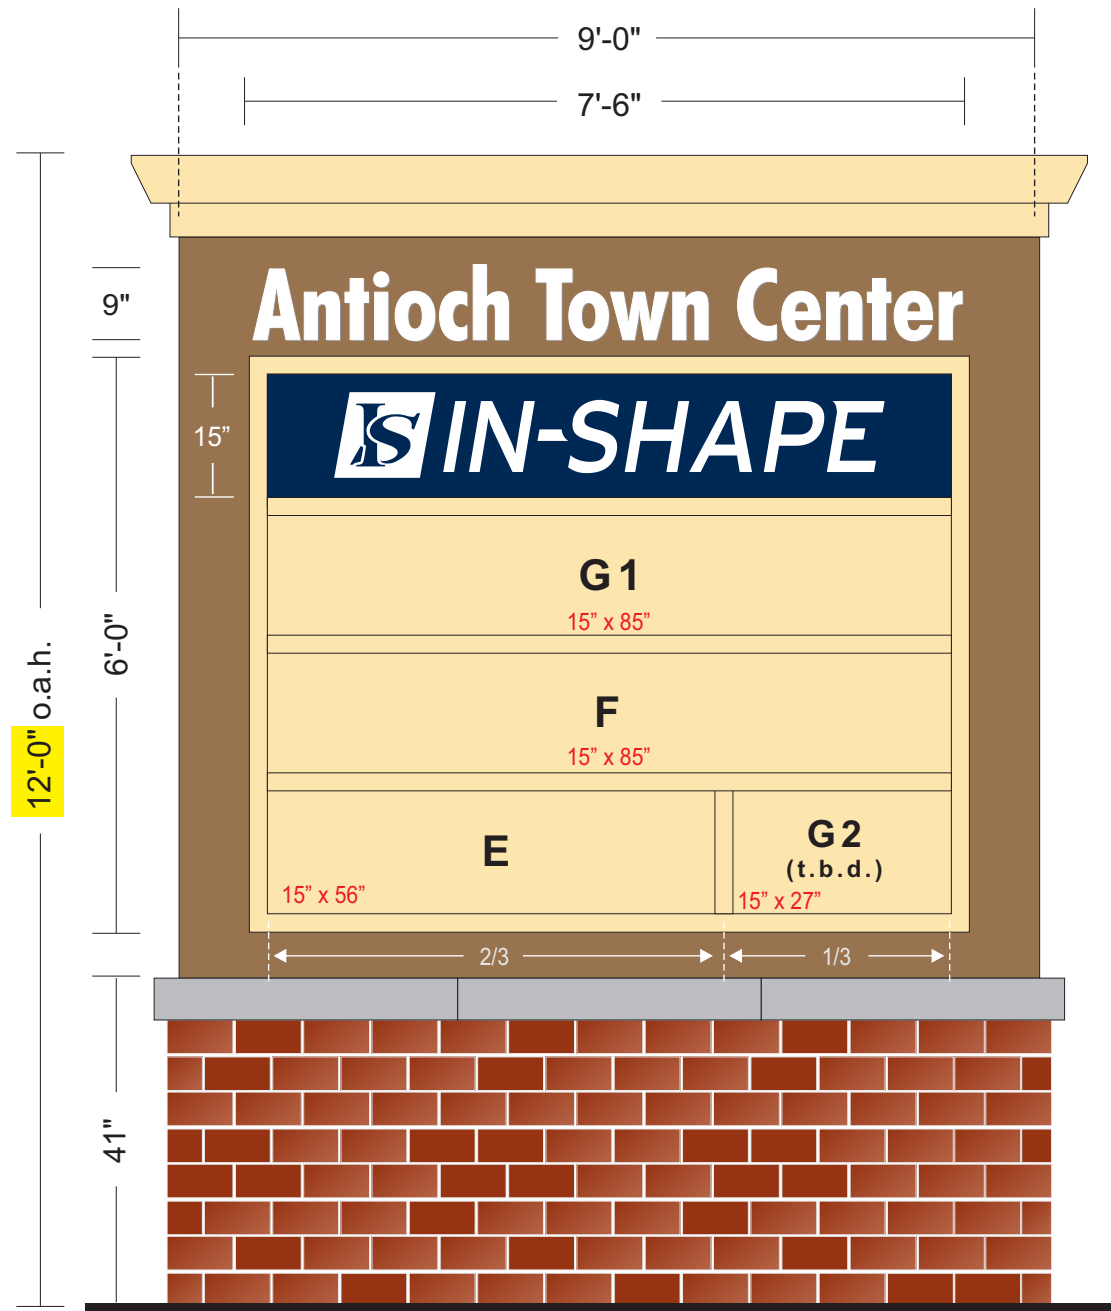 9'-0"
7'-6"
9"
Antioch Town Center
15”
IS IN-SHAPE
G1
15” x 85”
6'-0"
12'-0" o.a.h.
F
15” x 85”
E
15” x 56”
G2
(t.b.d.)
15” x 27”
2/3
1/3
41"